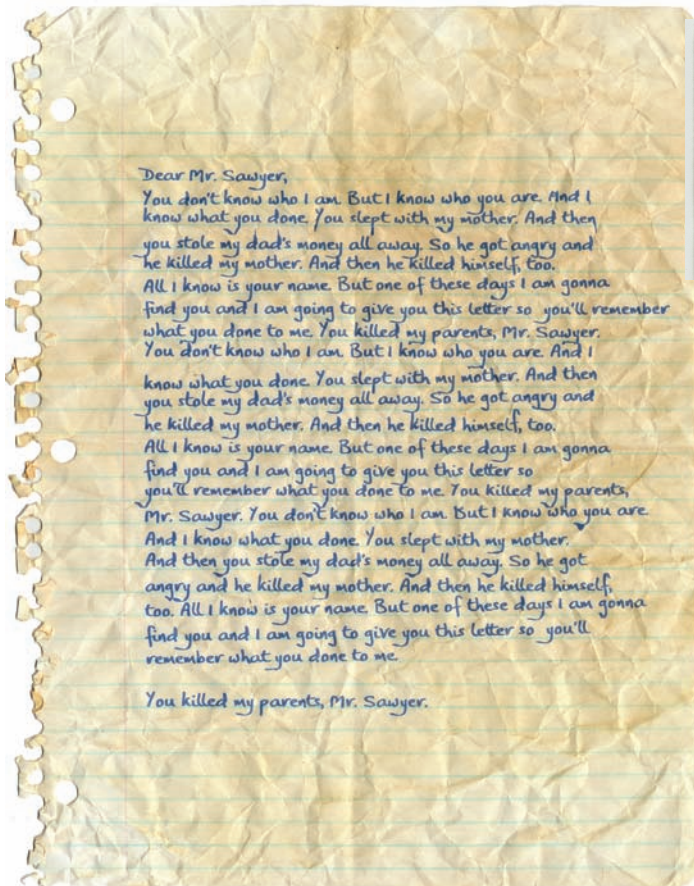 Dear Mr. Sawyer,
You don't know who I am. But I know who you are. And I
know what you done. You slept with my mother. And then
you stole my dad's money all away. So he got angry and
he killed my mother. And then he killed himself, too.
All I know is your name. But one of these days I am gonna
find you and I am going to give you this letter so you'll remember
what you done to me. You killed my parents, Mr. Sawyer.
You don't know who I am. But I know who you are. And I
know what you done. You slept with my mother. And then
you stole my dad's money all away. So he got angry and
he killed my mother. And then he killed himself, too.
All I know is your name. But one of these days I am gonna
find you and I am going to give you this letter so
you'll remember what you done to me. You killed my parents,
Mr. Sawyer. You don't know who I am. But I know who you are.
And I know what you done. You slept with my mother.
And then you stole my dad's money all away. So he got
angry and he killed my mother. And then he killed himself,
too. All I know is your name. But one of these days I am gonna
find you and I am going to give you this letter so you'll
remember what you done to me.
You killed my parents, Mr. Sawyer.